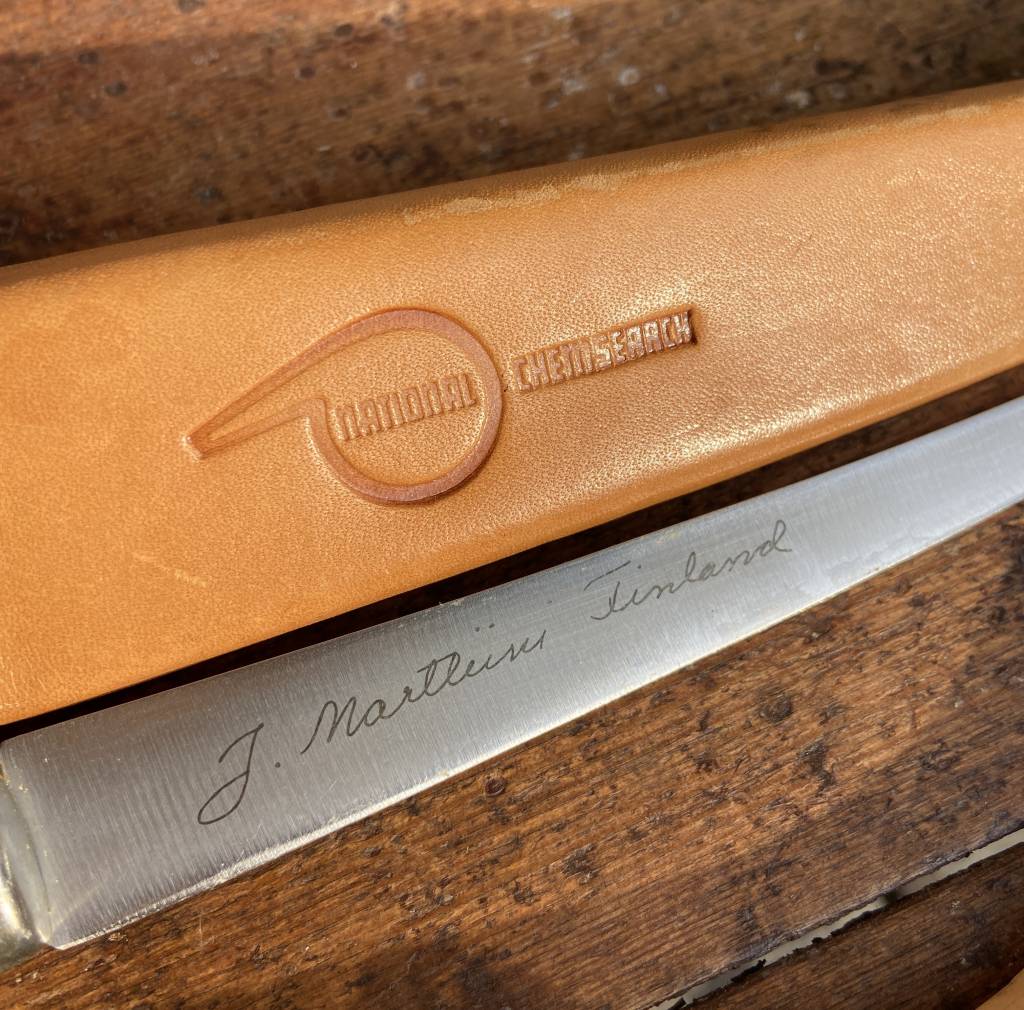 NATIONAL CHEMSEARCH
J. Marttiini Finland